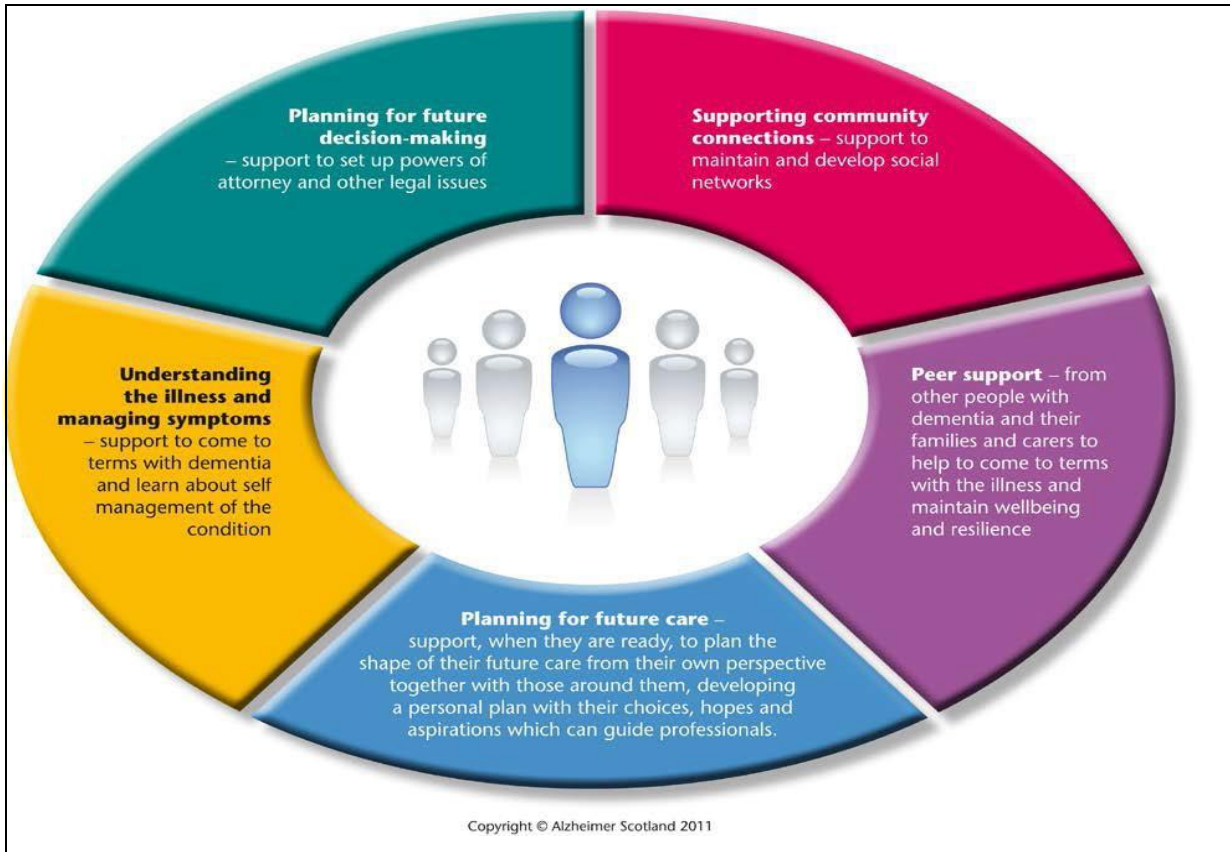 Planning for future
decision-making
– support to set up powers of
attorney and other legal issues
Supporting community
connections – support to
maintain and develop social
networks
Understanding
the illness and
managing symptoms
– support to come to
terms with dementia
and learn about self
management of the
condition
Peer support – from
other people with
dementia and their
families and carers to
help to come to terms
with the illness and
maintain wellbeing
and resilience
Planning for future care –
support, when they are ready, to plan the
shape of their future care from their own perspective
together with those around them, developing
a personal plan with their choices, hopes and
aspirations which can guide professionals.
Copyright © Alzheimer Scotland 2011